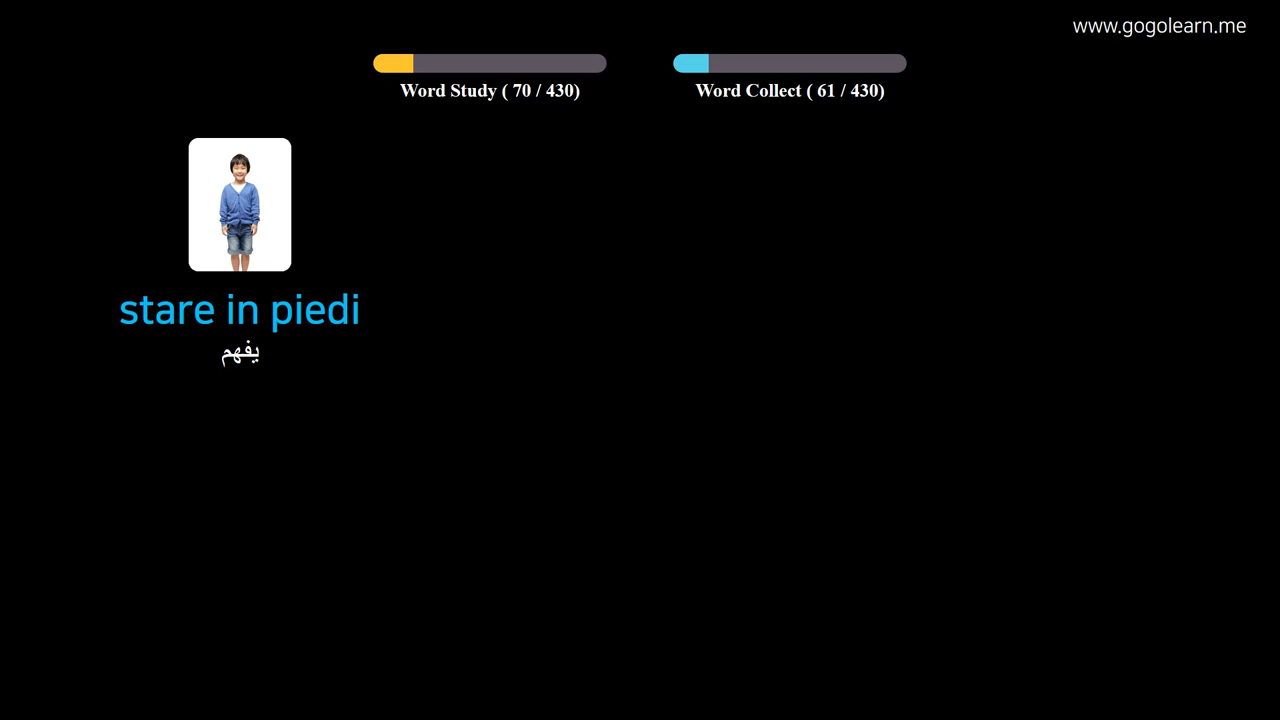 www.gogolearn.me
Word Study ( 70 / 430)
Word Collect ( 61 / 430)
stare in piedi
يفهم